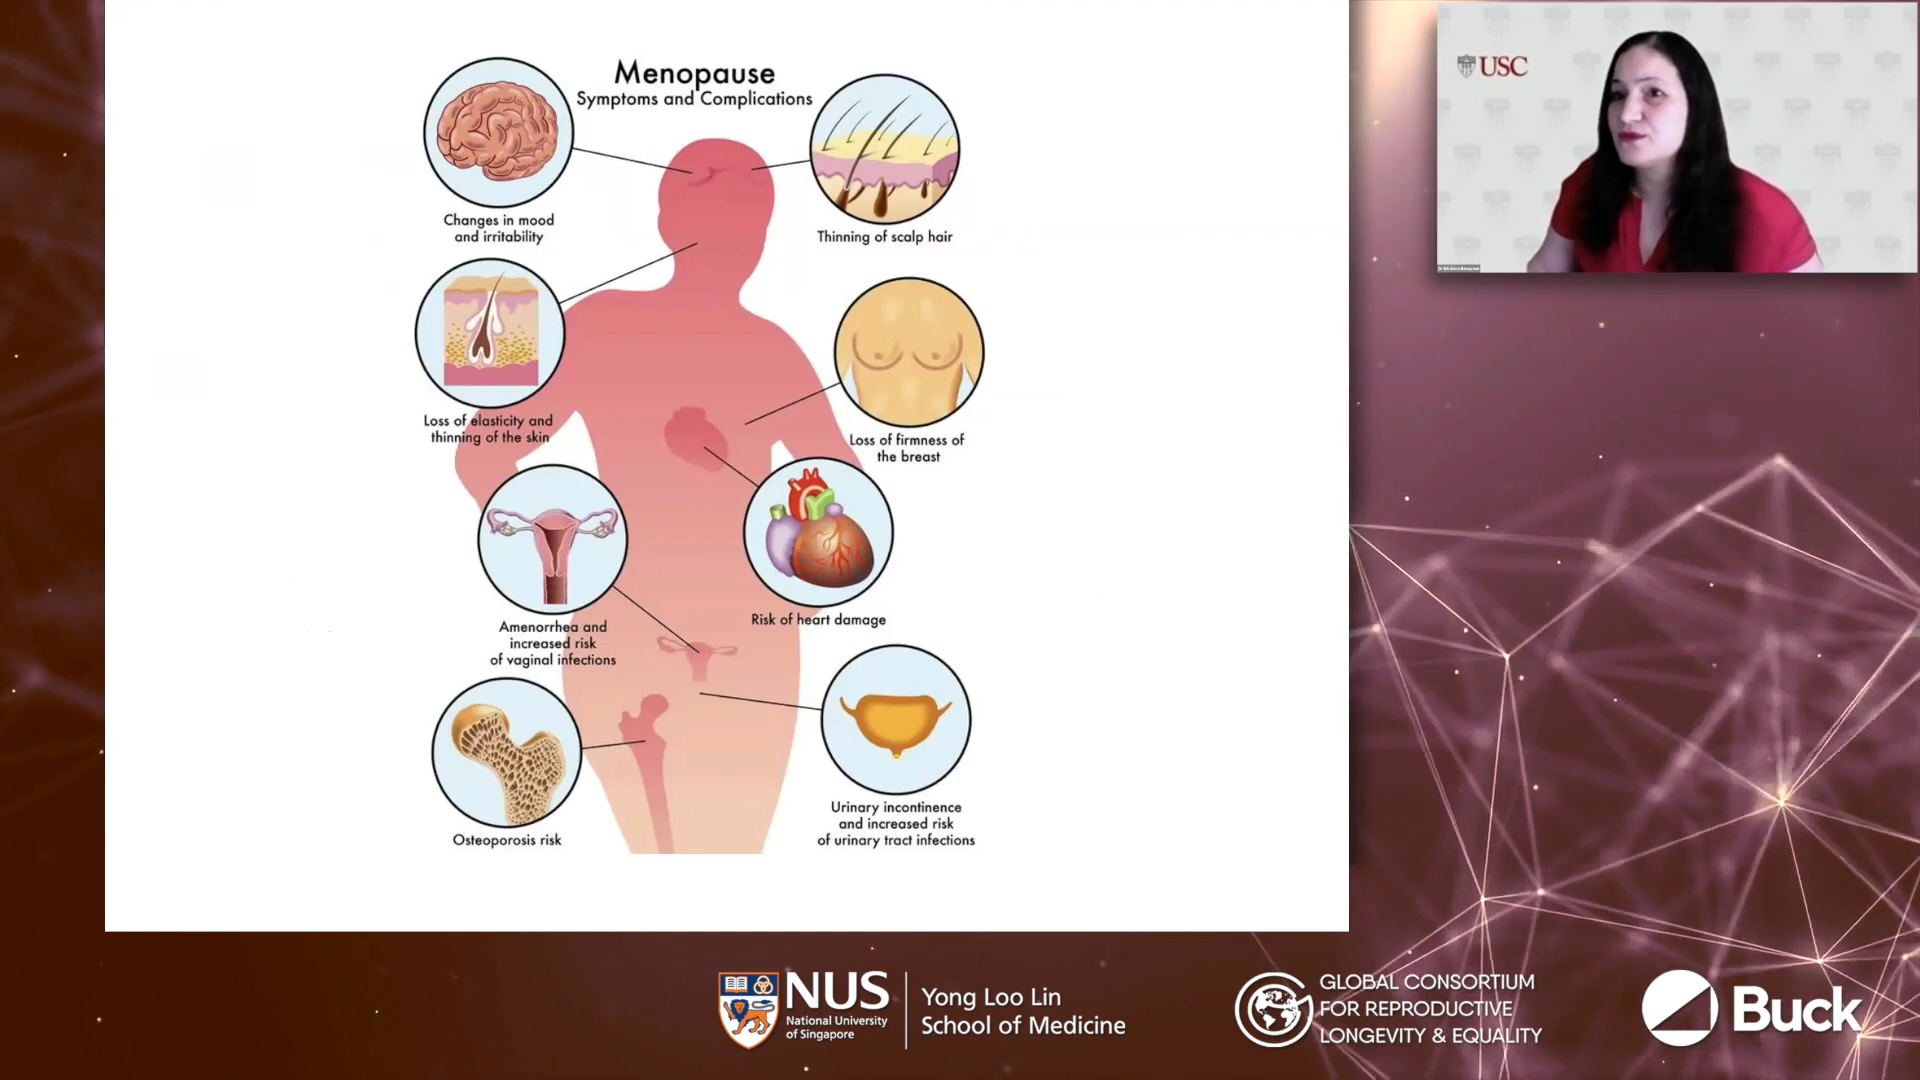 Menopause
Symptoms and Complications
Changes in mood
and irritability
Thinning of scalp hair
Loss of elasticity and
thinning of the skin
Loss of firmness of
the breast
Amenorrhea and
increased risk
of vaginal infections
Risk of heart damage
Osteoporosis risk
Urinary incontinence
and increased risk
of urinary tract infections
USC
NUS
National University
of Singapore
Yong Loo Lin
School of Medicine
GLOBAL CONSORTIUM
FOR REPRODUCTIVE
LONGEVITY & EQUALITY
Buck